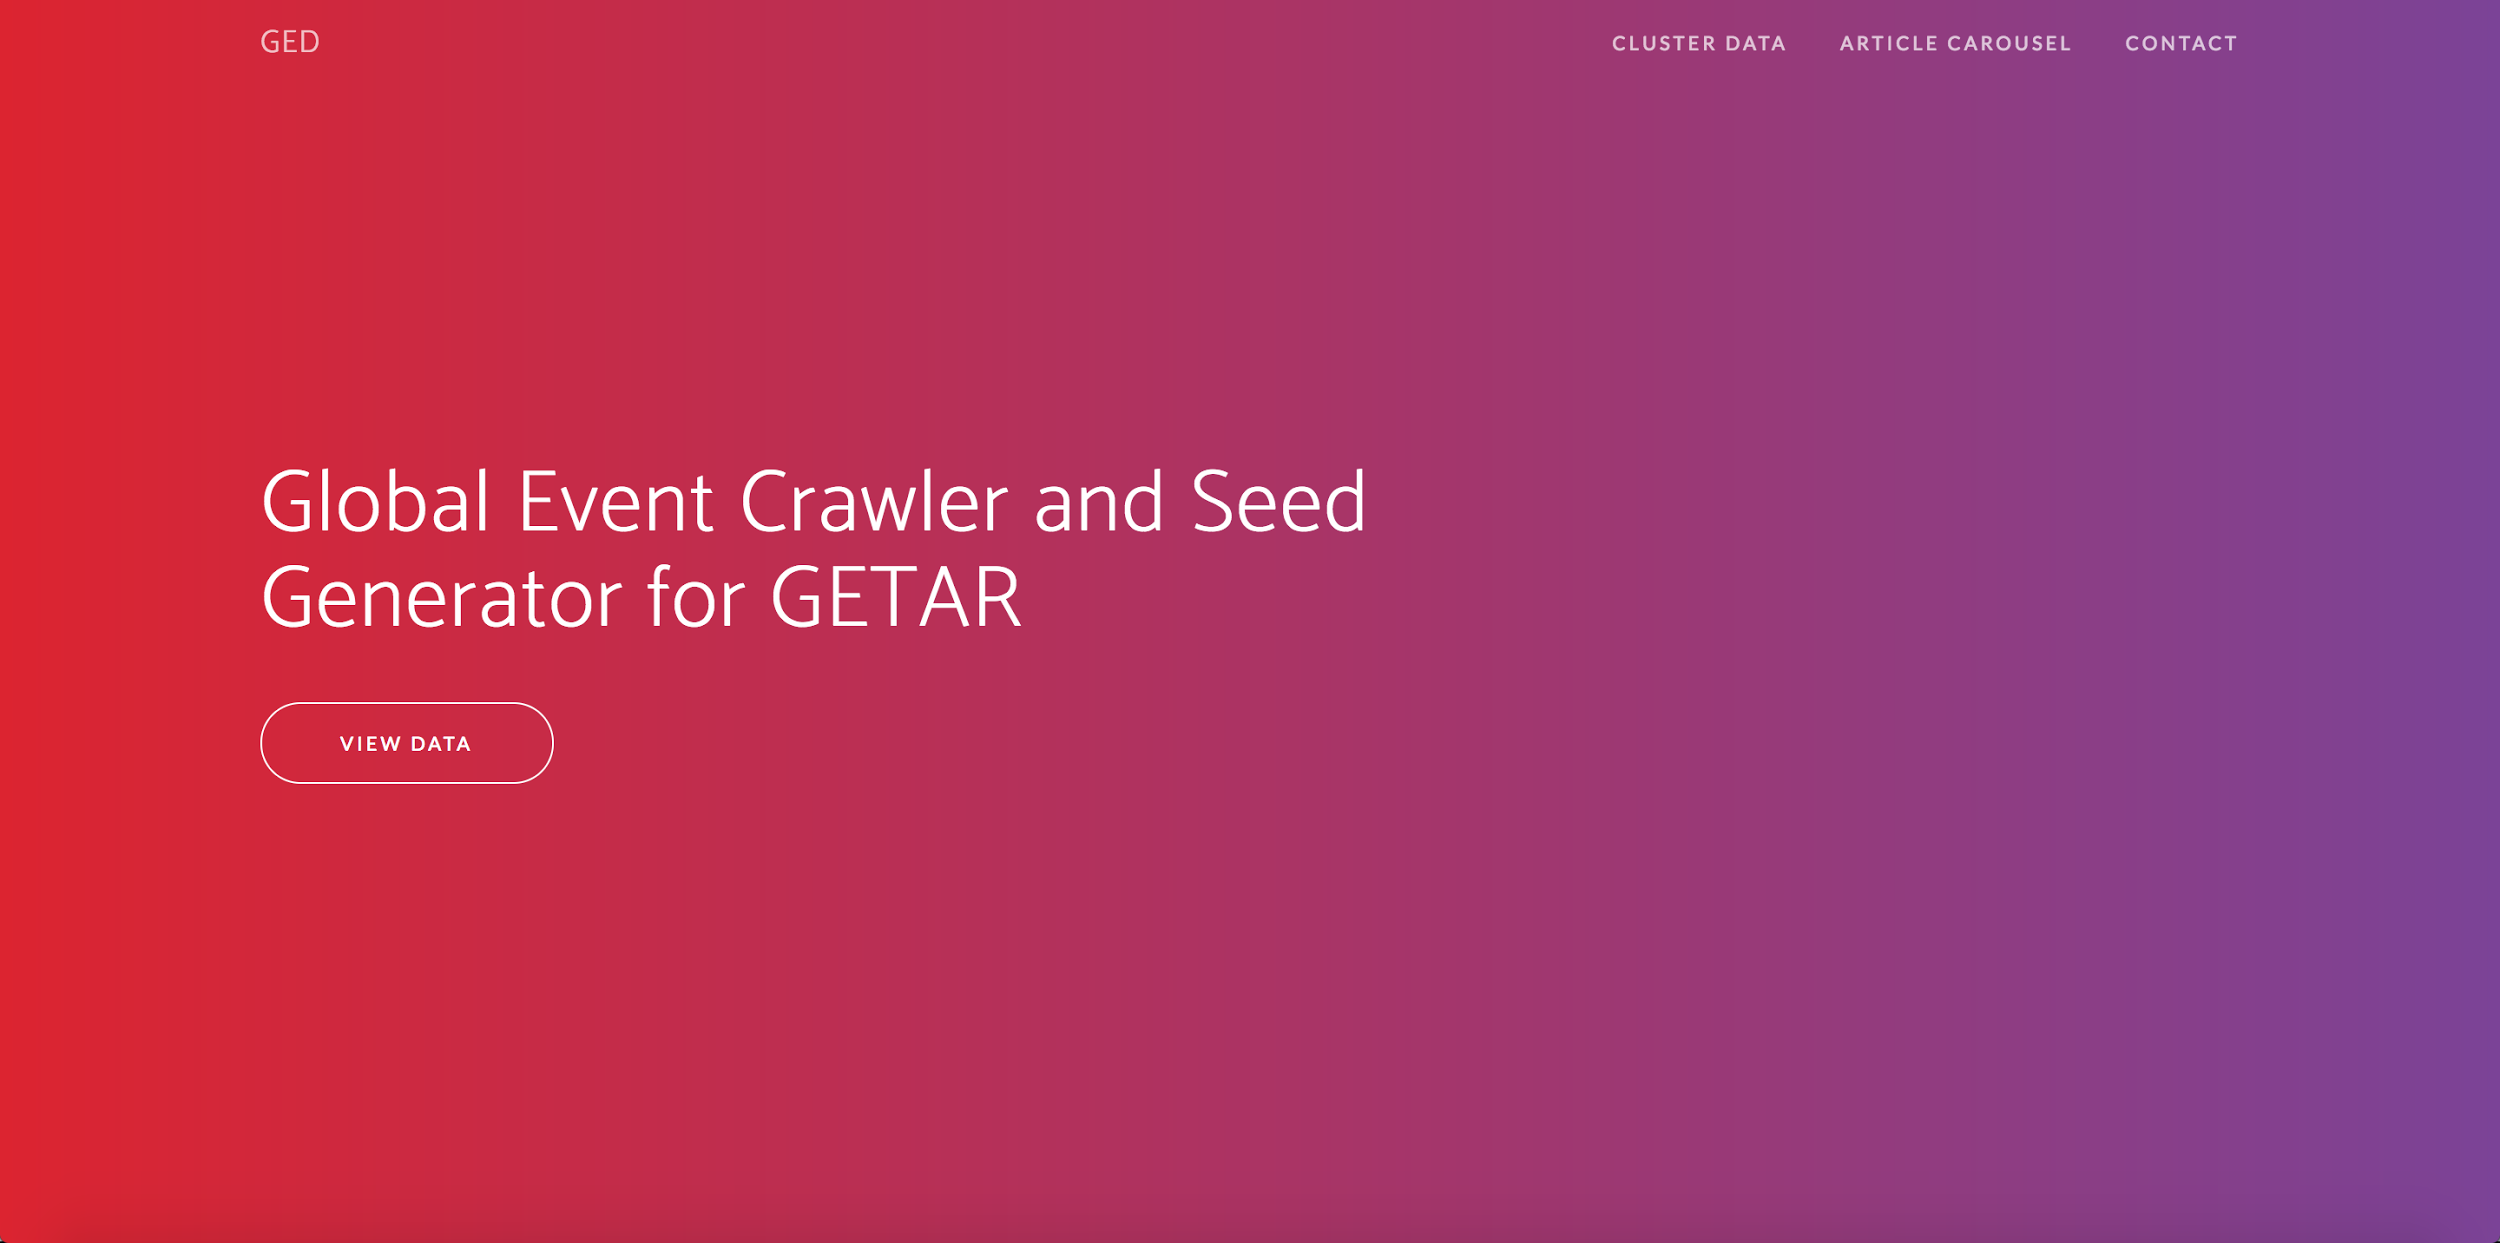 GED
CLUSTER DATA ARTICLE CAROUSEL CONTACT
Global Event Crawler and Seed
Generator for GETAR
VIEW DATA